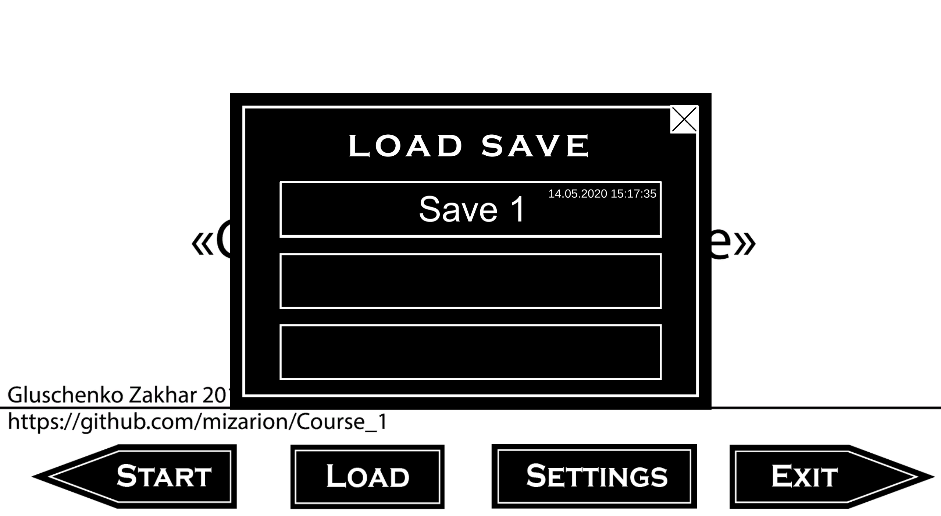 LOAD SAVE
14.05.2020 15:17:35
Save 1
Gluschenko Zakhar
https://github.com/mizarion/Course_1
START
LOAD
SETTINGS
EXIT